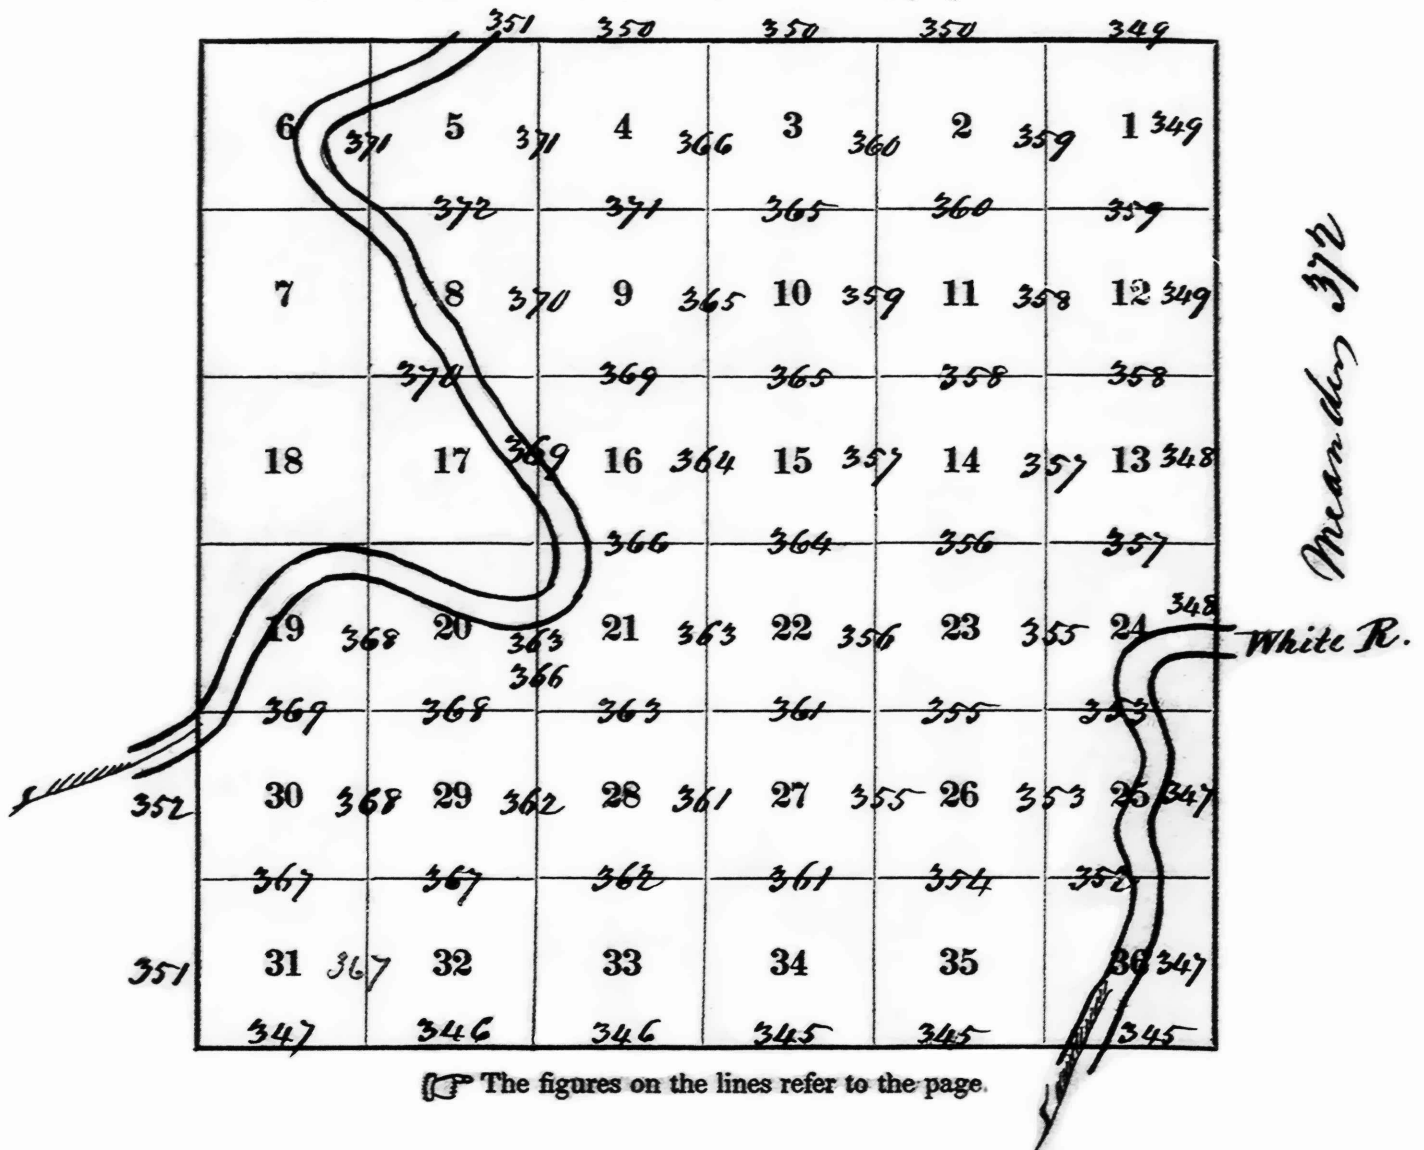 351 350 350 350 349
6 371 5 371 4 366 3 360 2 359 1 349
372 371 365 360 359
7 8 370 9 365 10 359 11 358 12 349
370 369 365 358 358
18 17 369 16 364 15 357 14 357 13 348
366 364 356 357
348
19 368 20 363 21 363 22 356 23 355 24 White R.
366
369 368 363 361 355 353
352 30 368 29 362 28 361 27 355 26 353 25 347
367 367 362 361 354 352
351 31 367 32 33 34 35 36 347
347 346 346 345 345 345
☞ The figures on the lines refer to the page.
Meanders 372